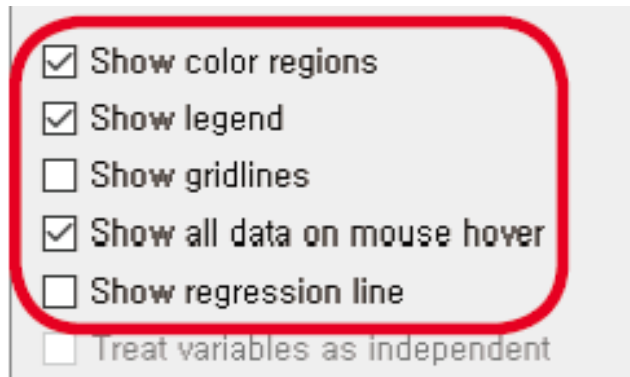 Show color regions
Show legend
Show gridlines
Show all data on mouse hover
Show regression line
Treat variables as independent